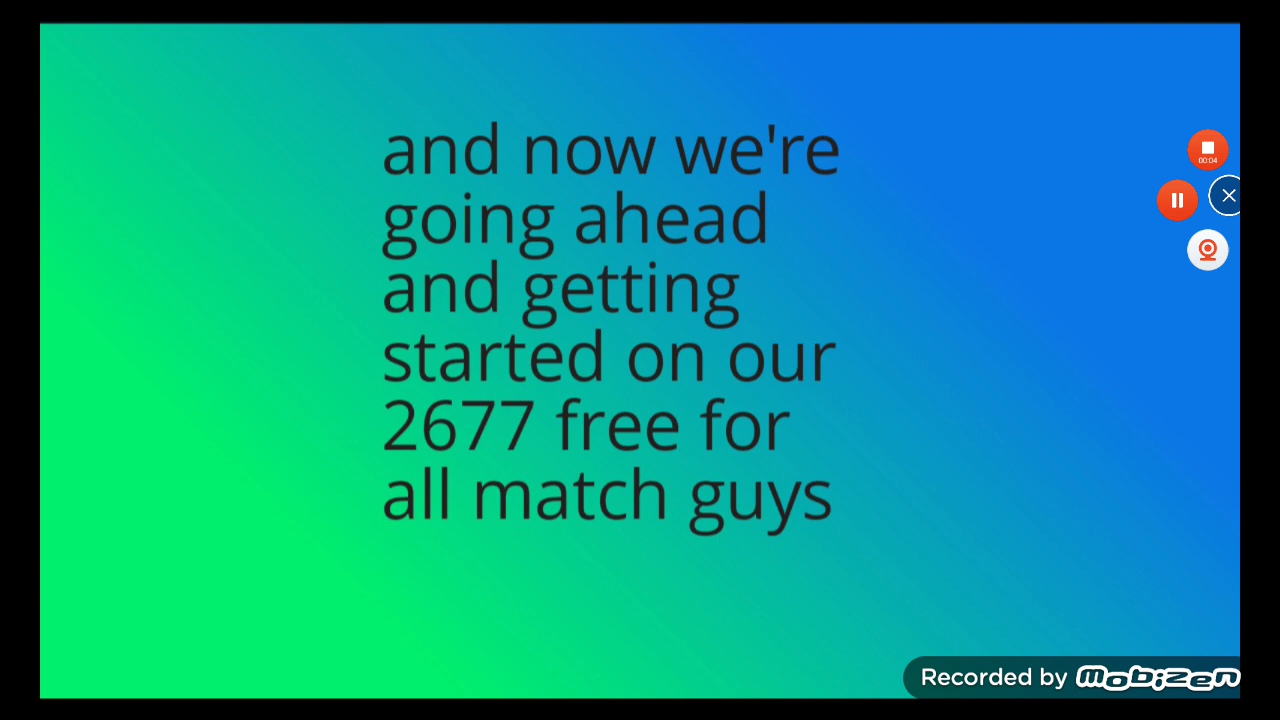 and now we're
going ahead
and getting
started on our
2677 free for
all match guys
00:04
Recorded by mobizen